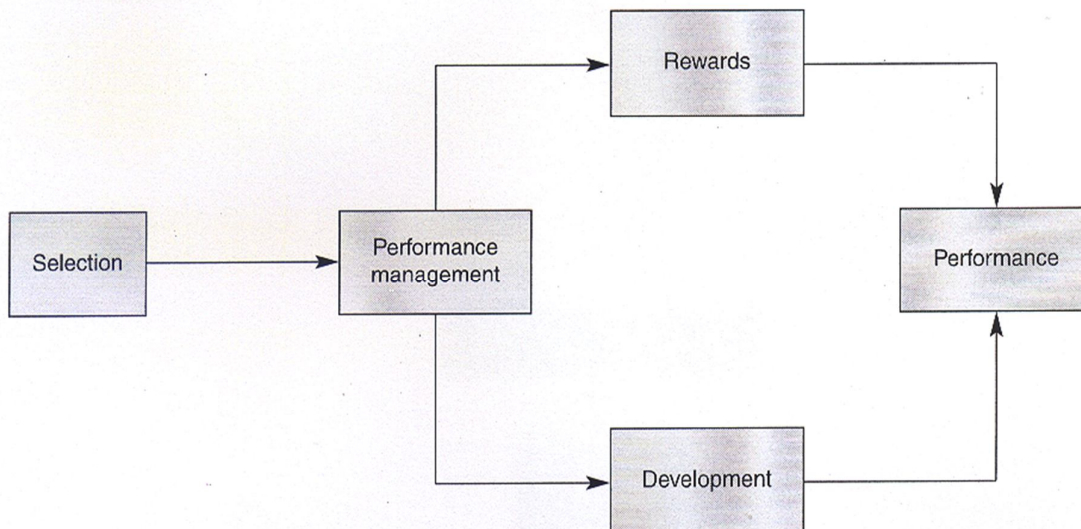 Rewards
Selection
Performance
management
Performance
Development